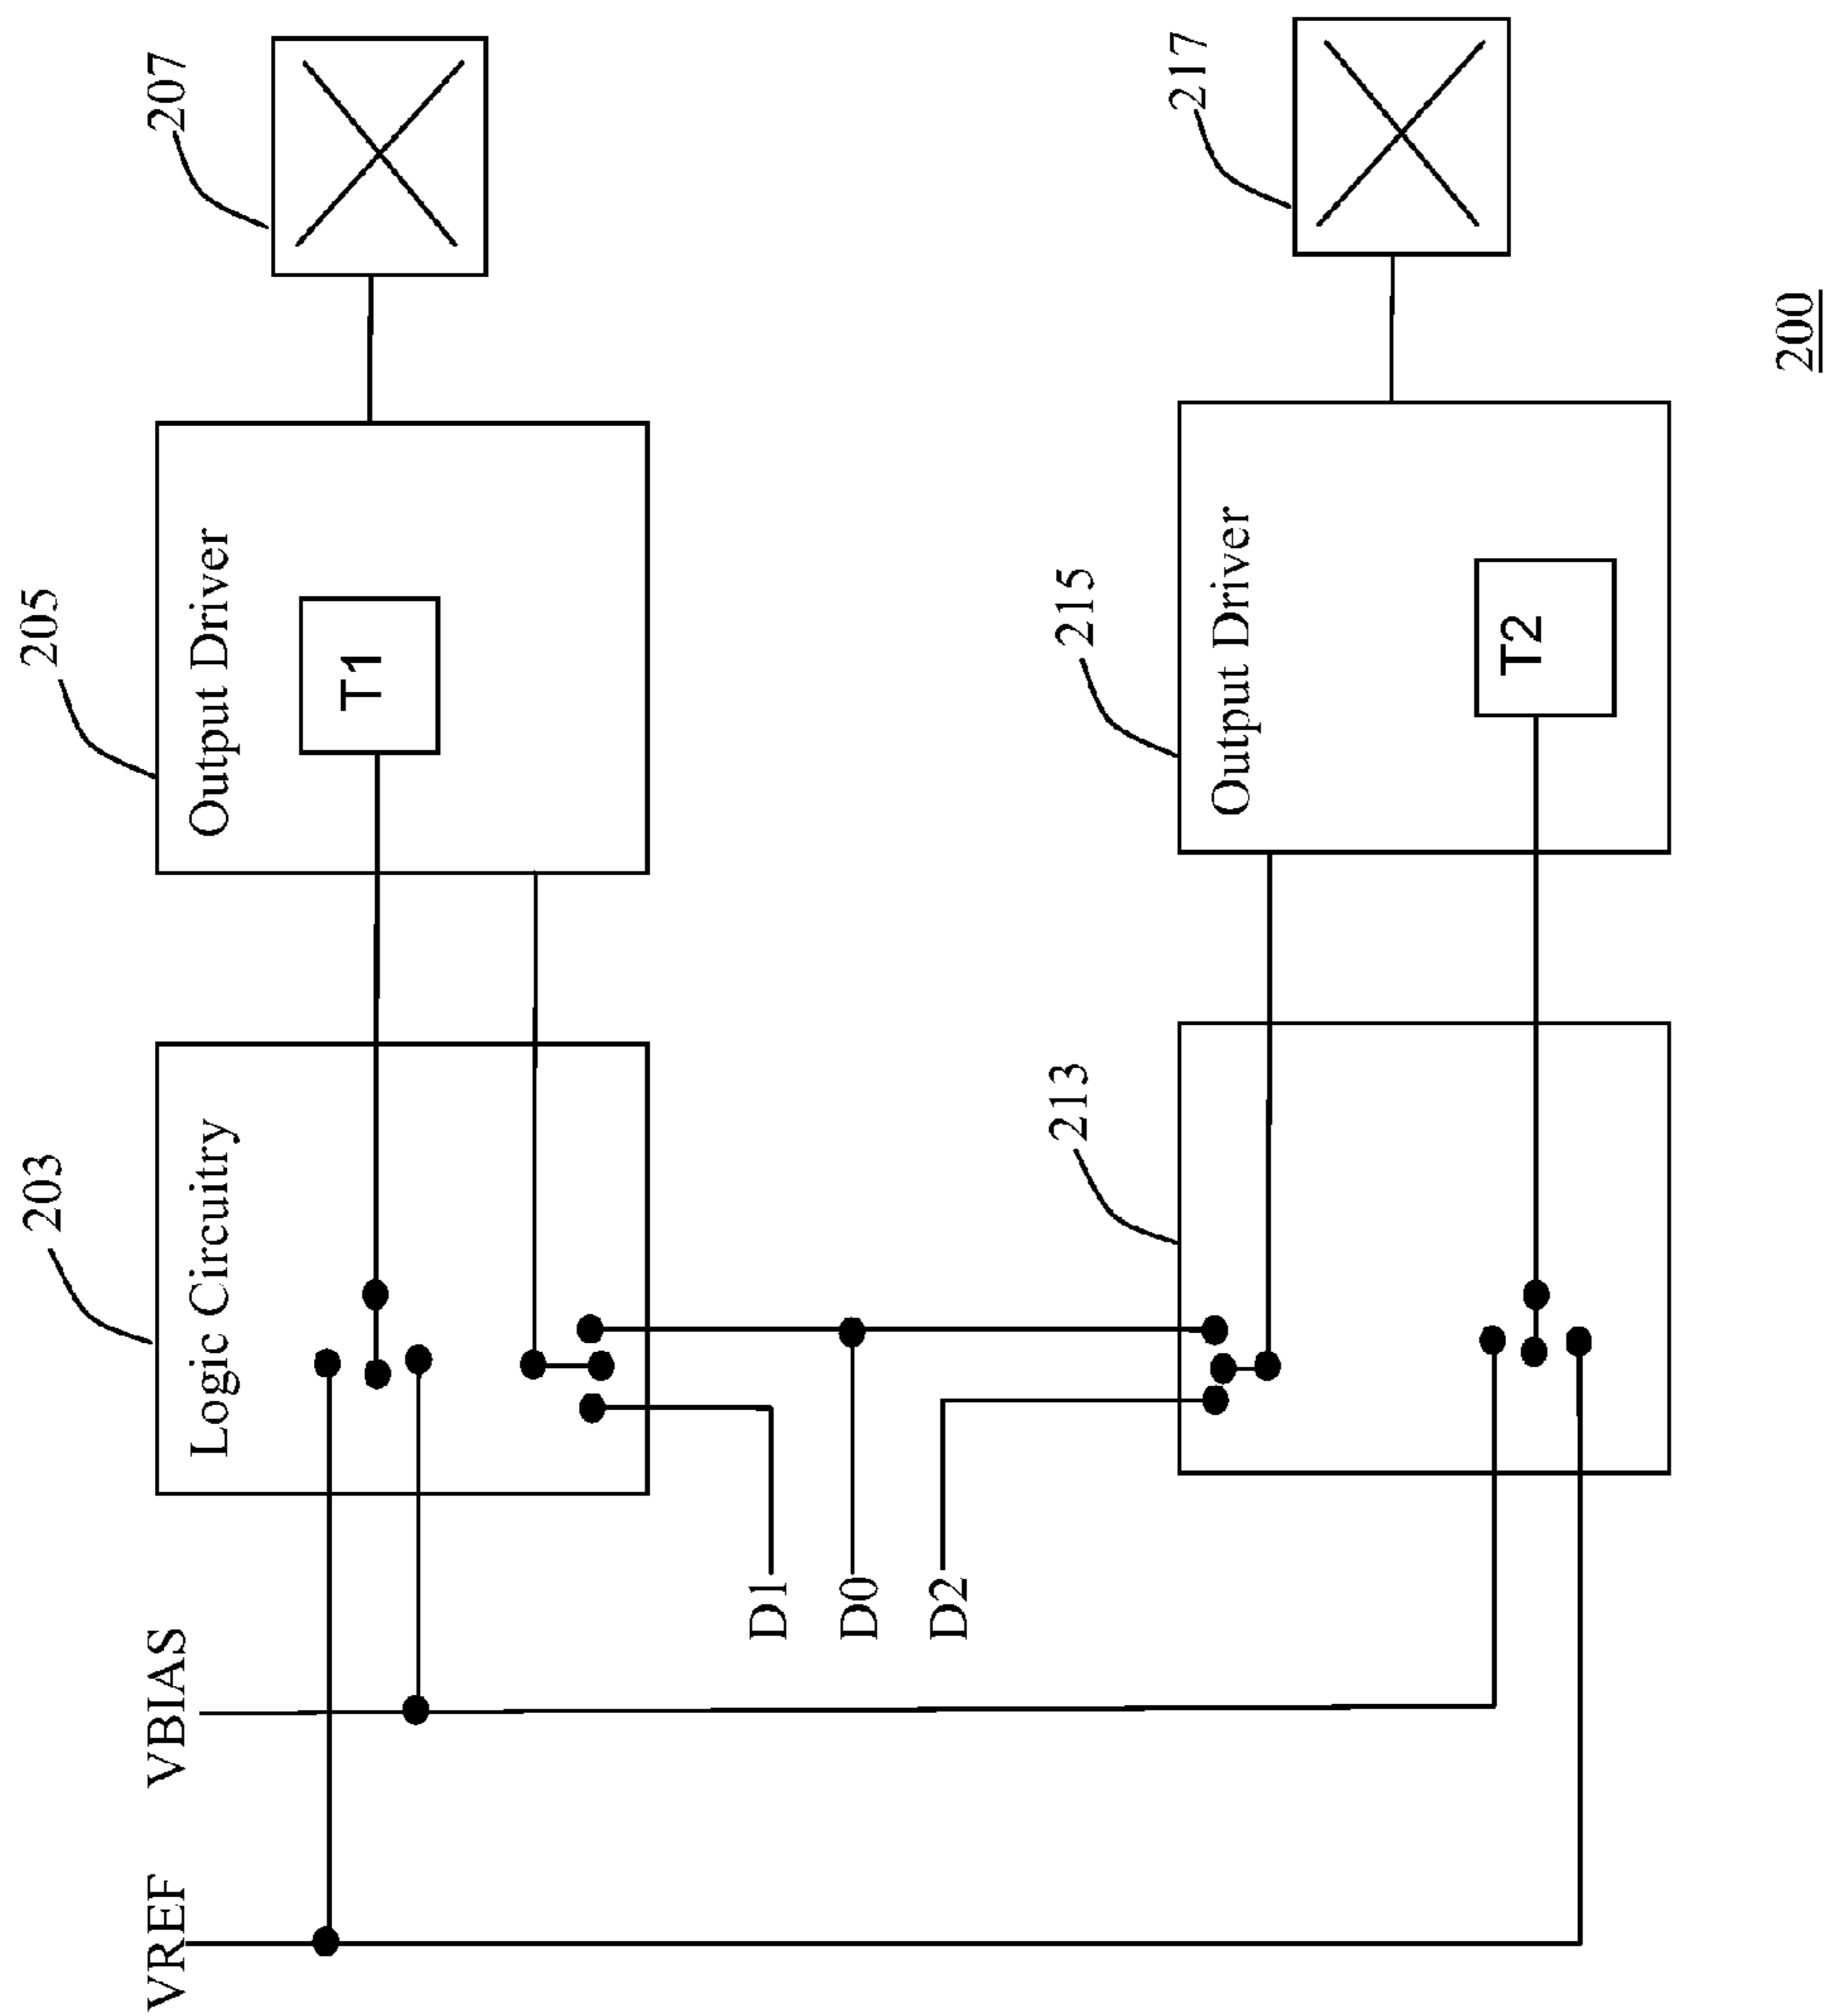 207
205
Output Driver
T1
203
Logic Circuitry
VBIAS
VREF
217
215
Output Driver
T2
213
D1
D0
D2
200